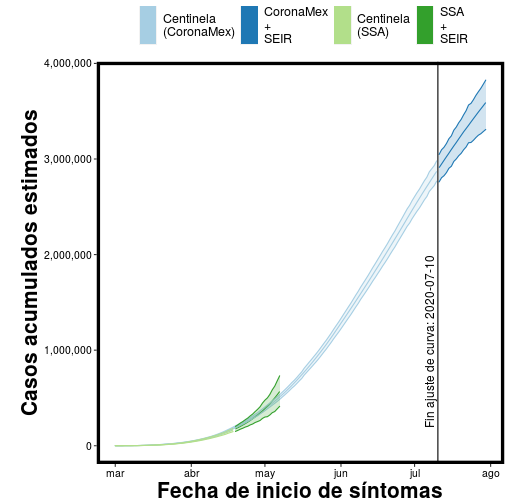 Centinela
(CoronaMex)
CoronaMex
+
SEIR
Centinela
(SSA)
SSA
+
SEIR
4,000,000
3,000,000
2,000,000
1,000,000
0
Casos acumulados estimados
Fin ajuste de curva: 2020-07-10
mar
abr
may
jun
jul
ago
Fecha de inicio de síntomas